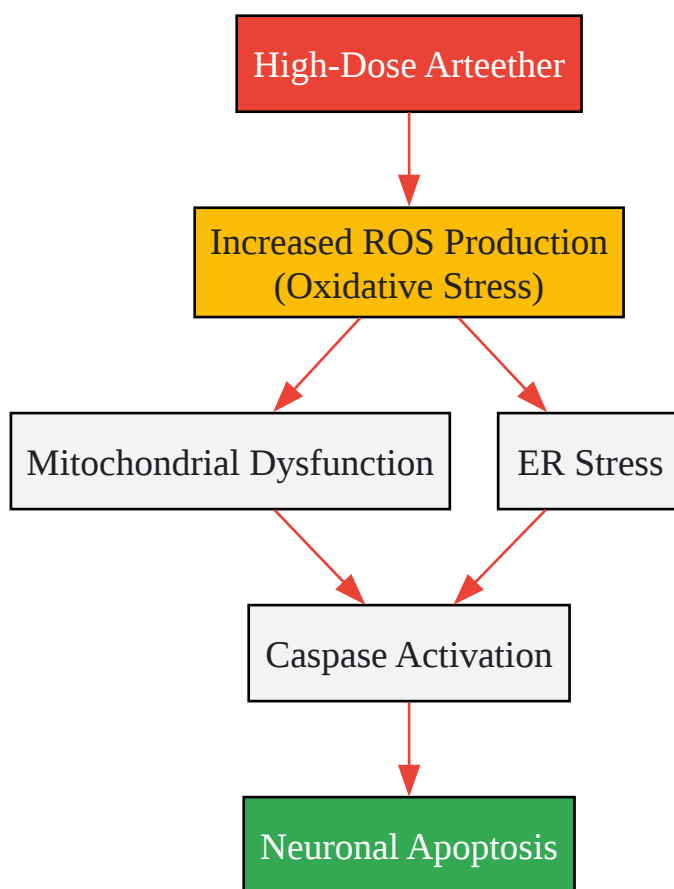 High-Dose Arteether
Increased ROS Production
(Oxidative Stress)
Mitochondrial Dysfunction
ER Stress
Caspase Activation
Neuronal Apoptosis